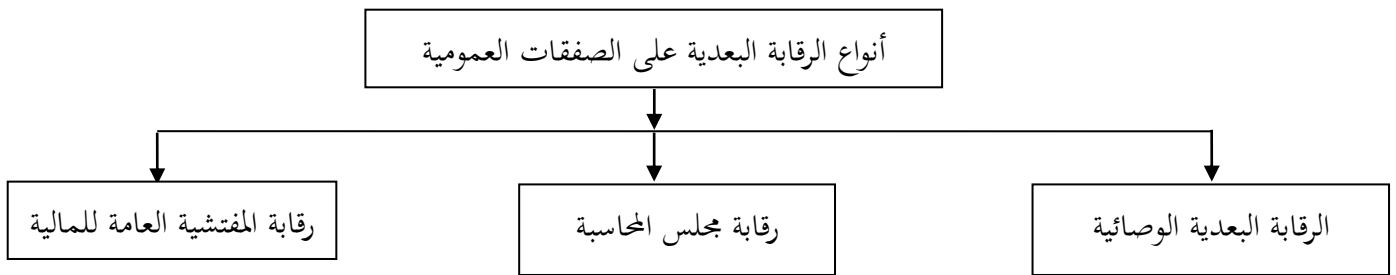 أنواع الرقابة البعدية على الصفقات العمومية
الرقابة البعدية الوصائية
رقابة مجلس المحاسبة
رقابة المفتشية العامة للمالية